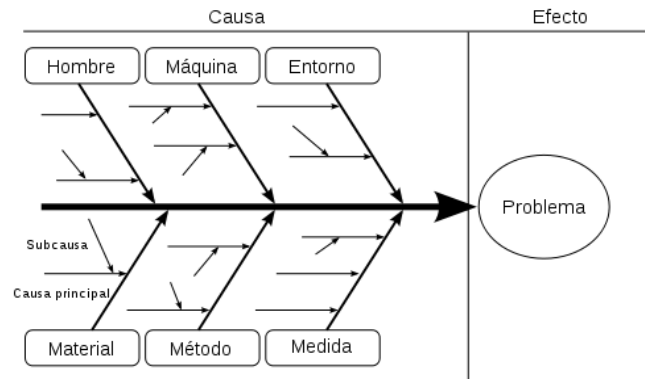 Causa
Efecto
Hombre
Máquina
Entorno
Problema
Subcausa
Causa principal
Material
Método
Medida